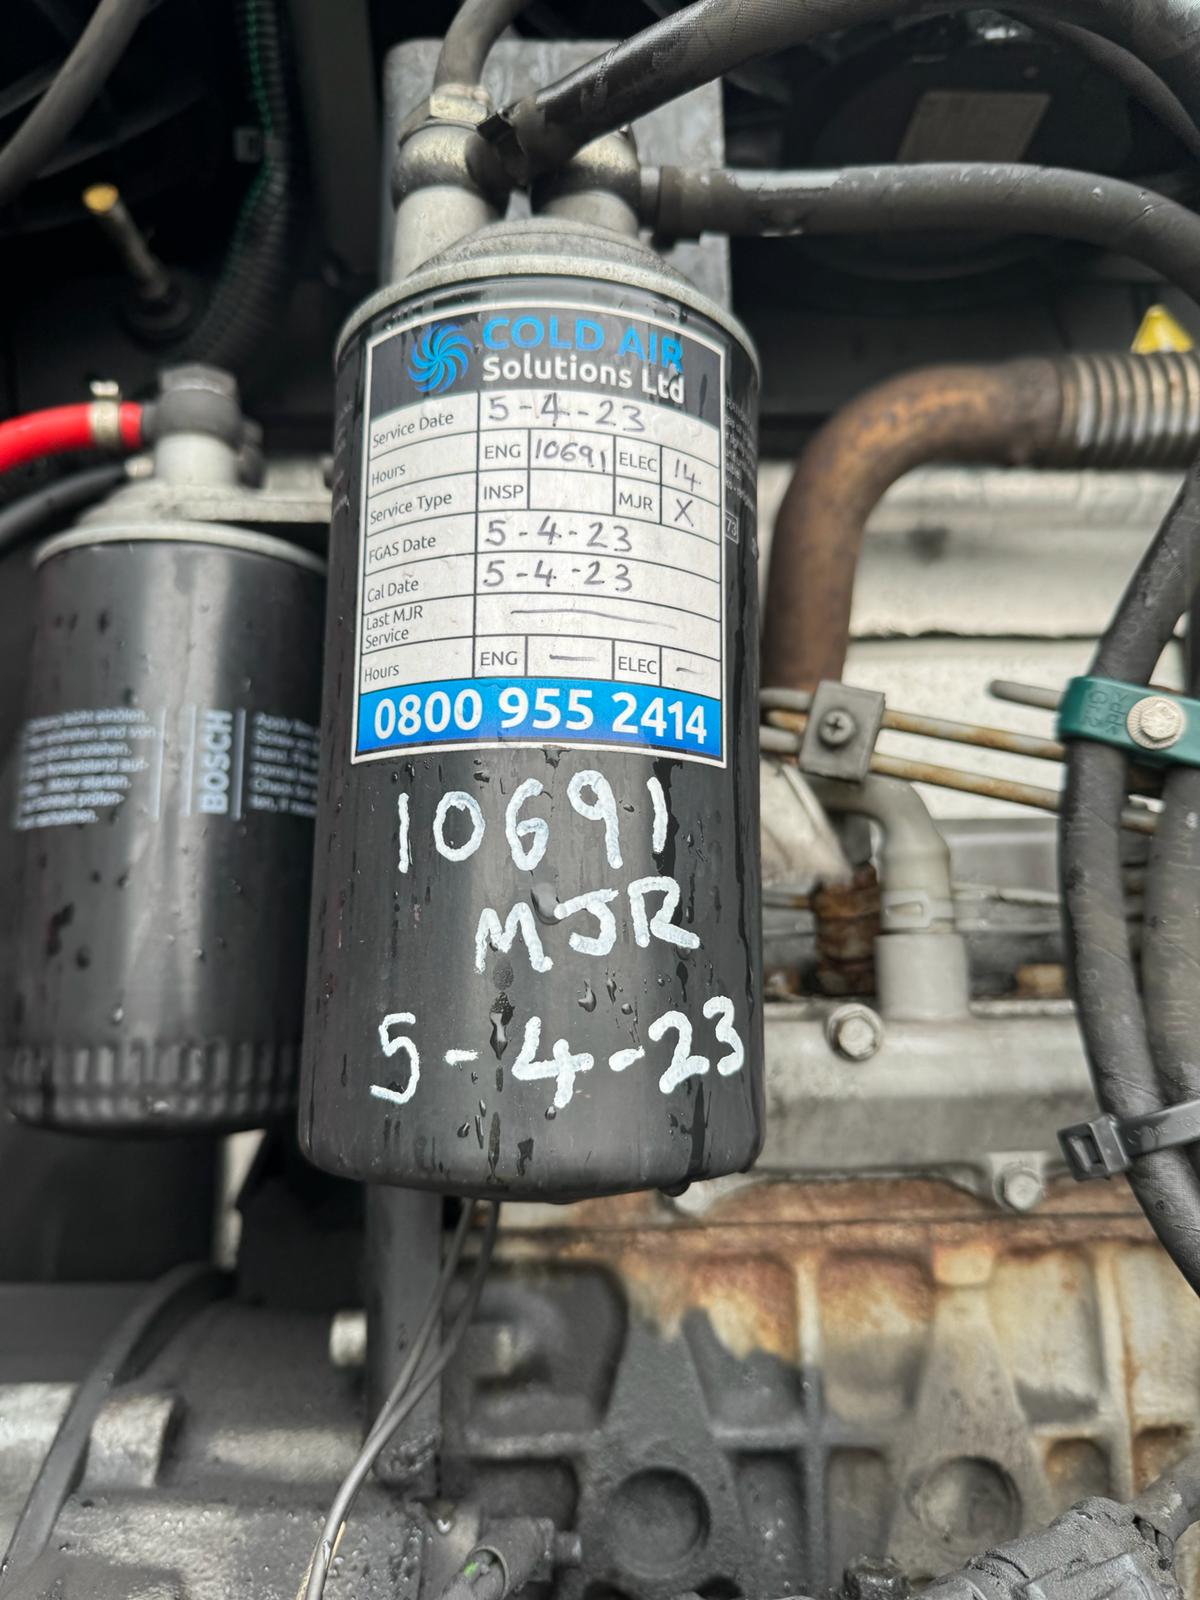 COLD AIR
Solutions Ltd
Service Date 5-4-23
Hours ENG 10691 ELEC 14
Service Type INSP MJR X
FGAS Date 5-4-23
Cal Date 5-4-23
Last MJR
Service —
Hours ENG — ELEC —
0800 955 2414
10691
MJR
5-4-23
BOSCH
73